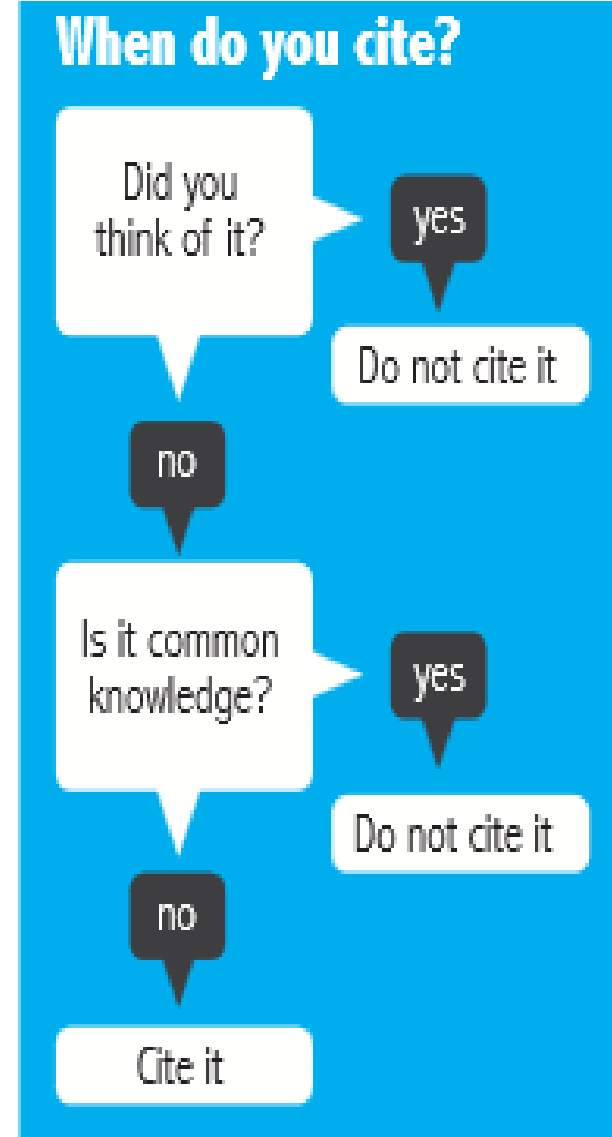 When do you cite?
Did you
think of it?
yes
Do not cite it
no
Is it common
knowledge?
yes
Do not cite it
no
Cite it